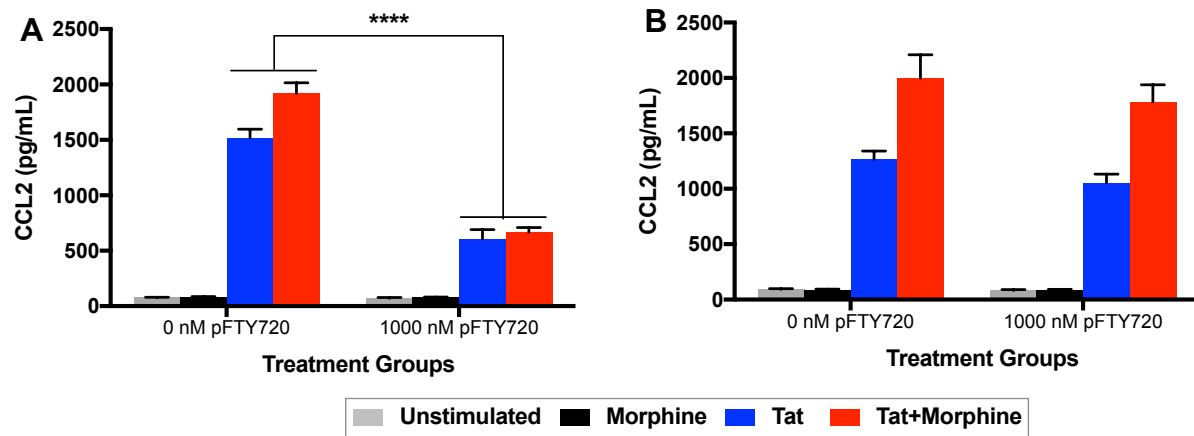 A
****
2500
2000
1500
1000
500
0
CCL2 (pg/mL)
0 nM pFTY720
1000 nM pFTY720
Treatment Groups
B
2500
2000
1500
1000
500
0
CCL2 (pg/mL)
0 nM pFTY720
1000 nM pFTY720
Treatment Groups
Unstimulated Morphine Tat Tat+Morphine